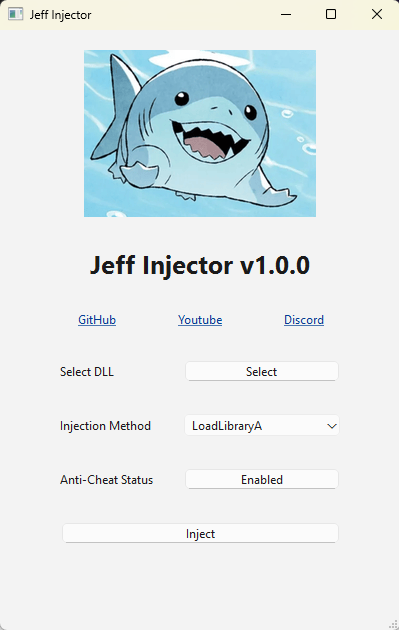 Jeff Injector
Jeff Injector v1.0.0
GitHub Youtube Discord
Select DLL Select
Injection Method LoadLibraryA
Anti-Cheat Status Enabled
Inject